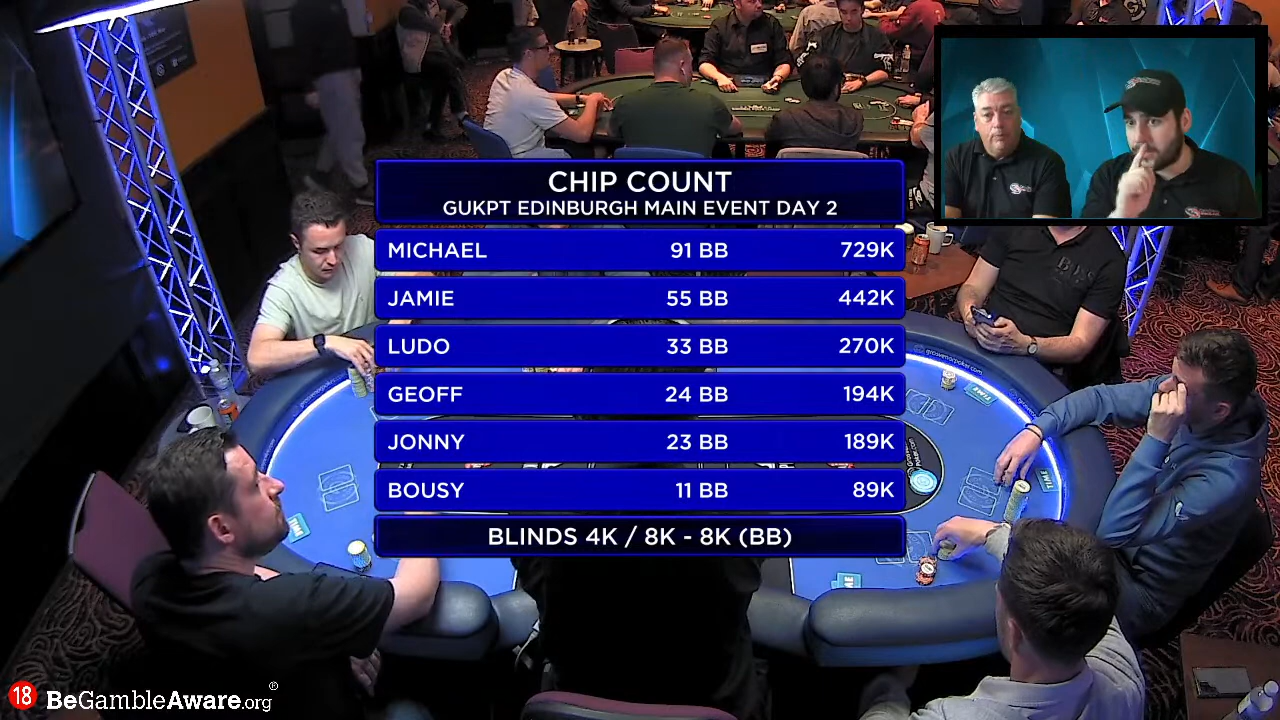 CHIP COUNT
GUKPT EDINBURGH MAIN EVENT DAY 2
MICHAEL 91 BB 729K
JAMIE 55 BB 442K
LUDO 33 BB 270K
GEOFF 24 BB 194K
JONNY 23 BB 189K
BOUSY 11 BB 89K
BLINDS 4K / 8K - 8K (BB)
TIME
TIME
18 BeGambleAware.org®